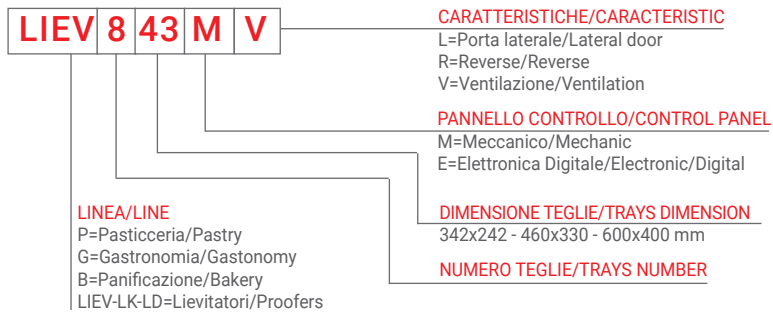 LIEV 8 43 M V
CARATTERISTICHE/CHARACTERISTIC
L=Porta laterale/Lateral door
R=Reverse/Reverse
V=Ventilazione/Ventilation
PANNELLO CONTROLLO/CONTROL PANEL
M=Meccanico/Mechanic
E=Elettronica Digitale/Electronic/Digital
DIMENSIONE TEGLIE/TRAYS DIMENSION
342x242 - 460x330 - 600x400 mm
NUMERO TEGLIE/TRAYS NUMBER
LINEA/LINE
P=Pasticceria/Pastry
G=Gastronomia/Gastonomy
B=Panificazione/Bakery
LIEV-LK-LD=Lievitatori/Proofers